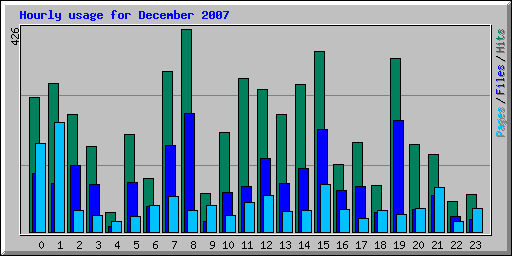 Hourly usage for December 2007
426
Pages/Files/Hits
0 1 2 3 4 5 6 7 8 9 10 11 12 13 14 15 16 17 18 19 20 21 22 23